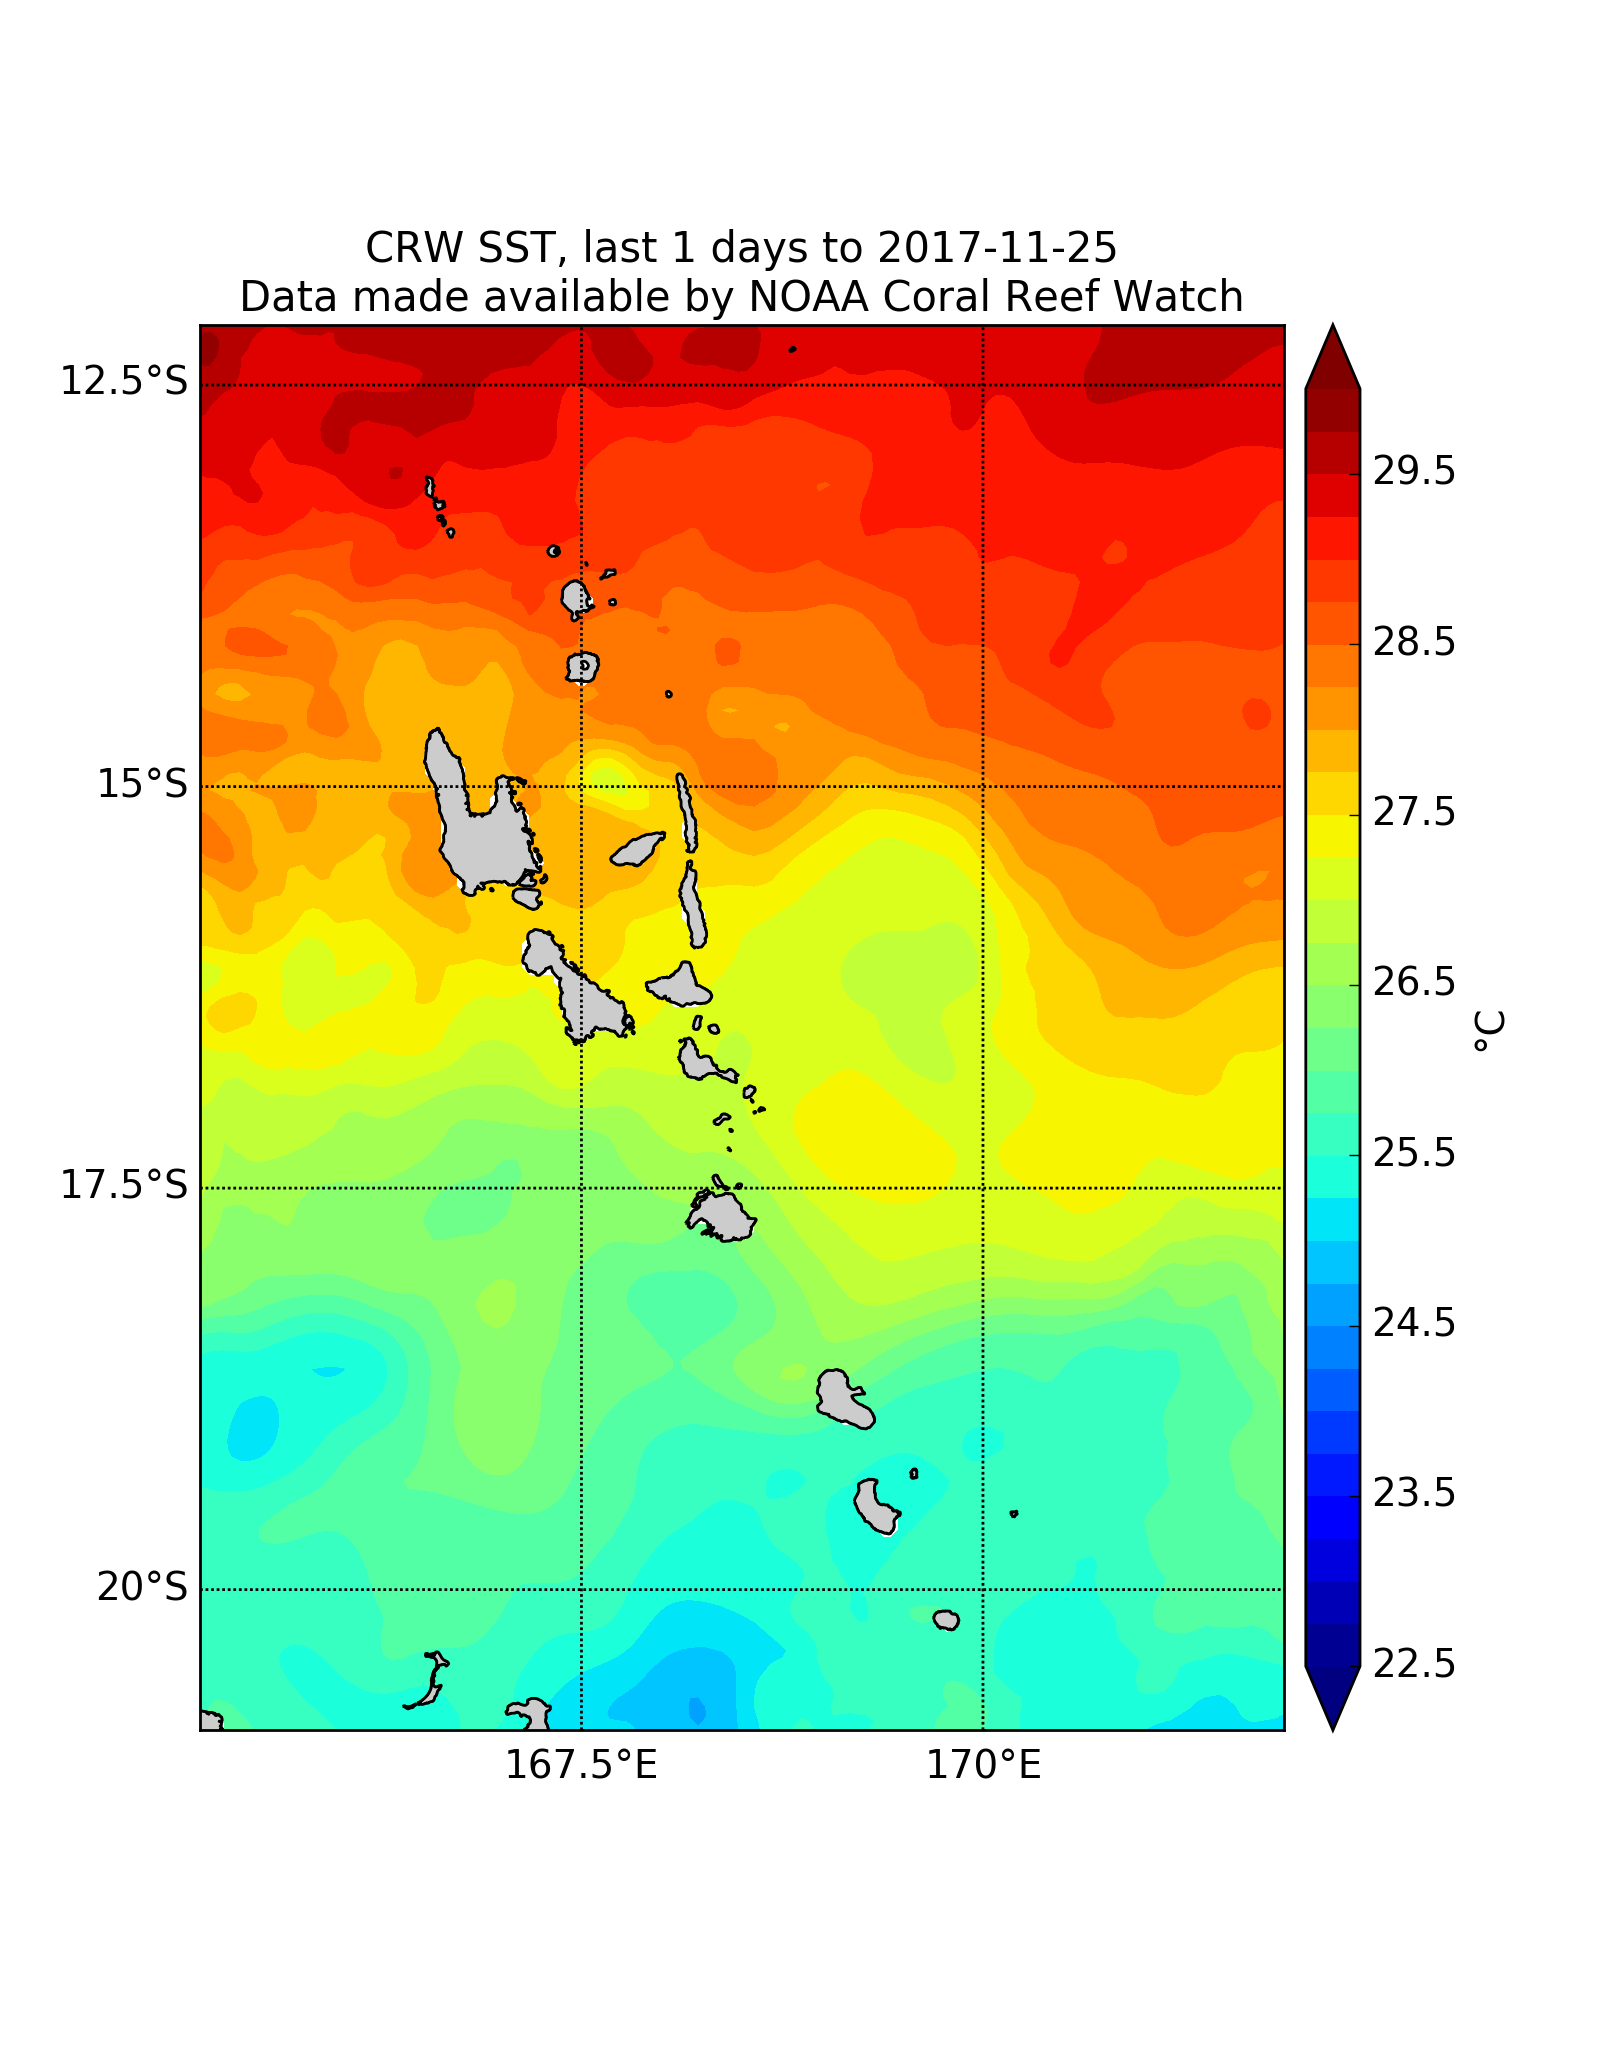 CRW SST, last 1 days to 2017-11-25
Data made available by NOAA Coral Reef Watch
12.5°S
15°S
17.5°S
20°S
167.5°E
170°E
29.5
28.5
27.5
26.5
25.5
24.5
23.5
22.5
°C